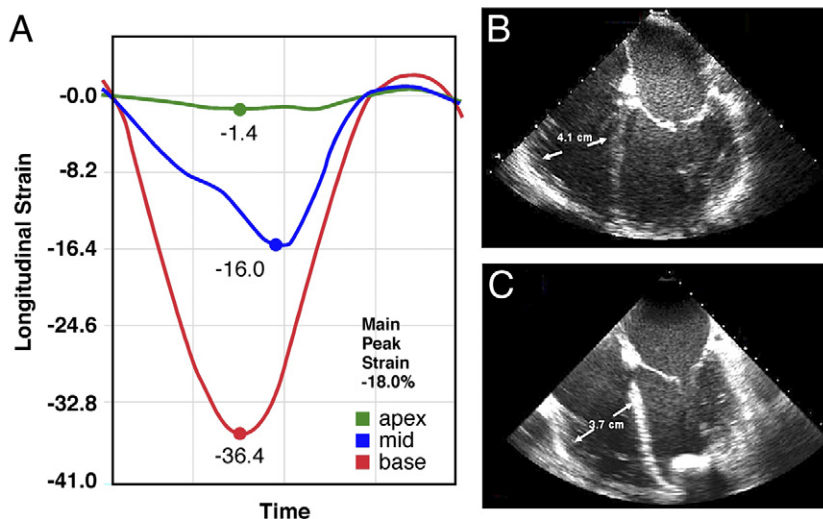 A
Longitudinal Strain
-0.0
-8.2
-16.4
-24.6
-32.8
-41.0
-1.4
-16.0
-36.4
Main
Peak
Strain
-18.0%
apex
mid
base
Time
B
4.1 cm
C
3.7 cm